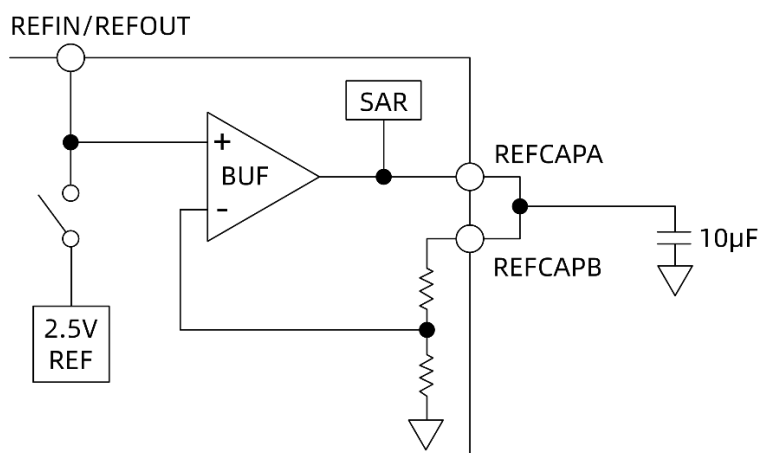 REFIN/REFOUT
SAR
REFCAPA
+
BUF
-
10µF
REFCAPB
2.5V
REF